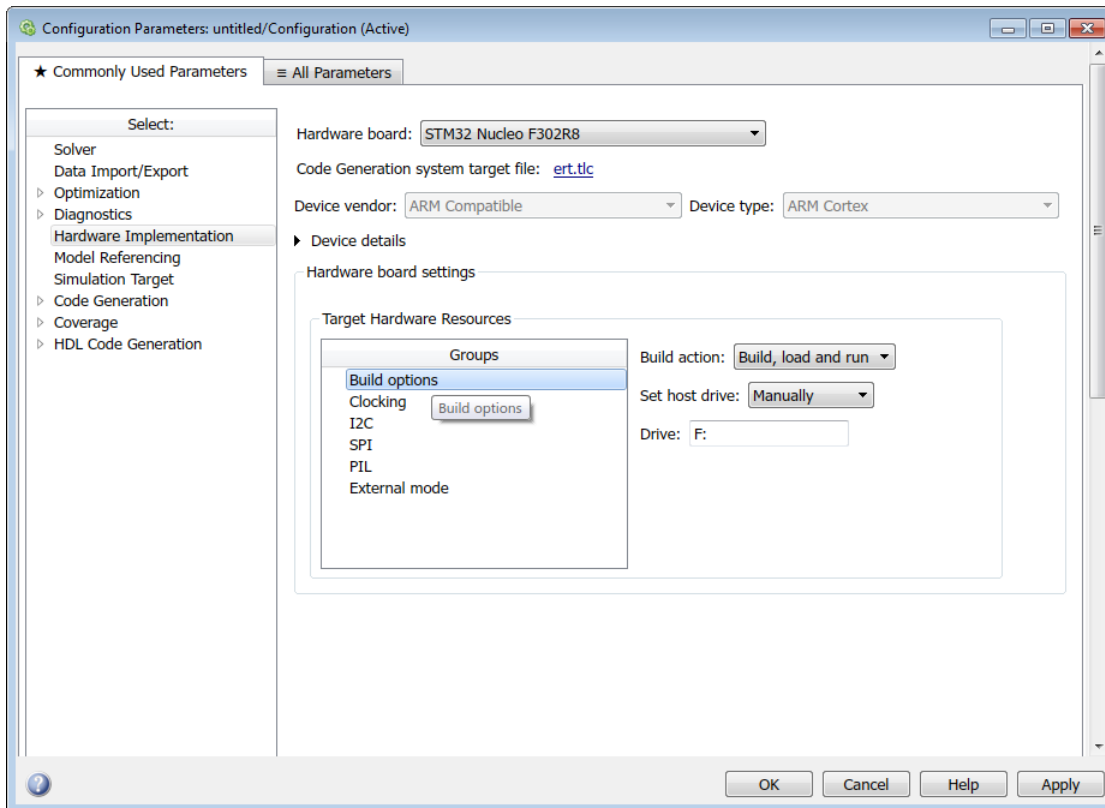 Configuration Parameters: untitled/Configuration (Active)
★ Commonly Used Parameters
≡ All Parameters
Select:
Solver
Data Import/Export
Optimization
Diagnostics
Hardware Implementation
Model Referencing
Simulation Target
Code Generation
Coverage
HDL Code Generation
Hardware board: STM32 Nucleo F302R8
Code Generation system target file: ert.tlc
Device vendor: ARM Compatible Device type: ARM Cortex
Device details
Hardware board settings
Target Hardware Resources
Groups
Build options
Clocking
Build options
I2C
SPI
PIL
External mode
Build action: Build, load and run
Set host drive: Manually
Drive: F:
OK Cancel Help Apply